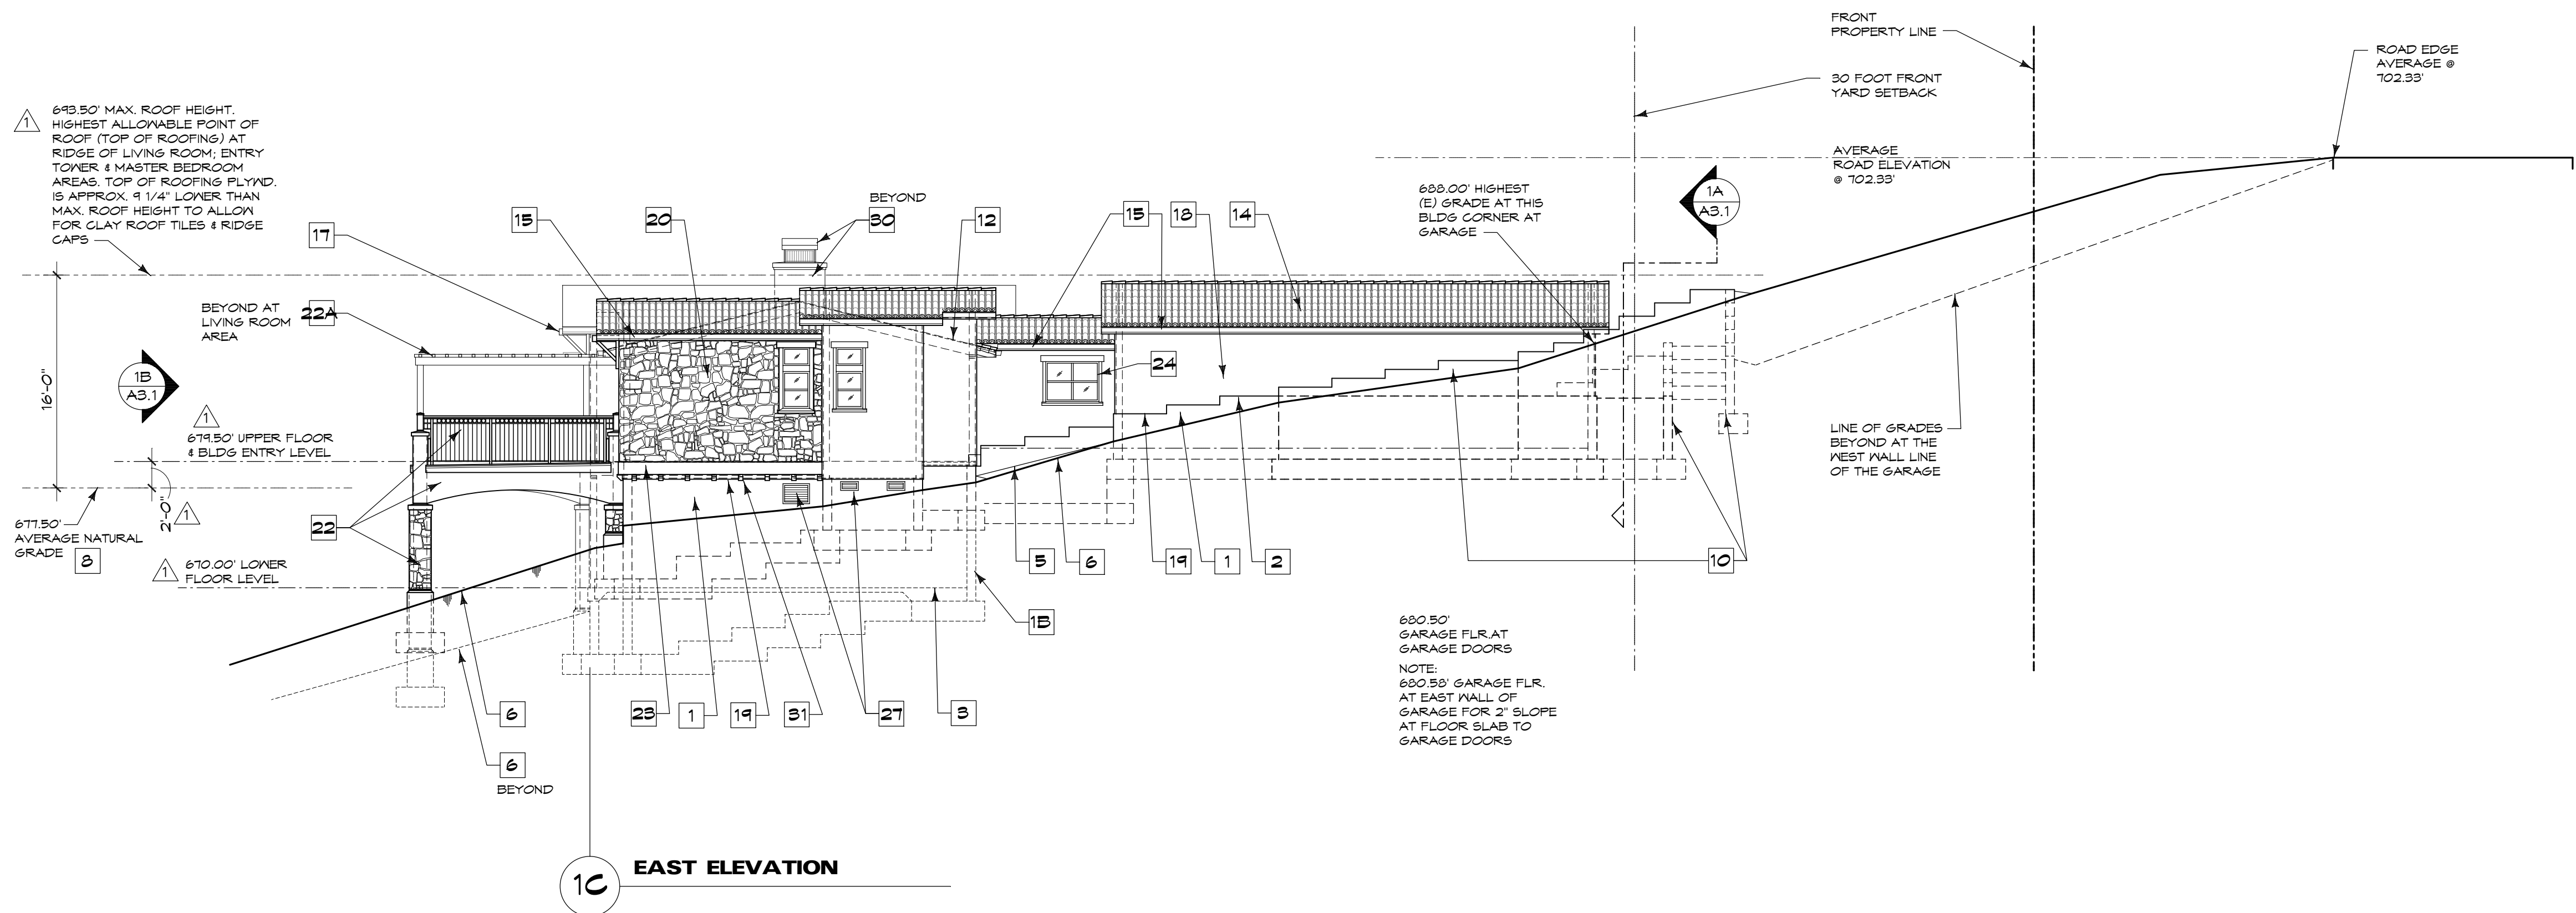 FRONT
PROPERTY LINE
ROAD EDGE
AVERAGE @
702.33'
30 FOOT FRONT
YARD SETBACK
1
693.50' MAX. ROOF HEIGHT.
HIGHEST ALLOWABLE POINT OF
ROOF (TOP OF ROOFING) AT
RIDGE OF LIVING ROOM; ENTRY
TOWER & MASTER BEDROOM
AREAS. TOP OF ROOFING PLYWD.
IS APPROX. 9 1/4" LOWER THAN
MAX. ROOF HEIGHT TO ALLOW
FOR CLAY ROOF TILES & RIDGE
CAPS
AVERAGE
ROAD ELEVATION
@ 702.33'
688.00' HIGHEST
(E) GRADE AT THIS
BLDG CORNER AT
GARAGE
1A
A3.1
BEYOND
17
15
20
30
12
15
18
14
BEYOND AT
LIVING ROOM
AREA
22A
24
1B
A3.1
16'-0"
1
679.50' UPPER FLOOR
& BLDG ENTRY LEVEL
LINE OF GRADES
BEYOND AT THE
WEST WALL LINE
OF THE GARAGE
2'-0"
1
677.50'
AVERAGE NATURAL
GRADE
8
22
1
670.00' LOWER
FLOOR LEVEL
5
6
19
1
2
10
1B
680.50'
GARAGE FLR.AT
GARAGE DOORS
NOTE:
680.58' GARAGE FLR.
AT EAST WALL OF
GARAGE FOR 2" SLOPE
AT FLOOR SLAB TO
GARAGE DOORS
6
23
1
19
31
27
3
6
BEYOND
1C
EAST ELEVATION